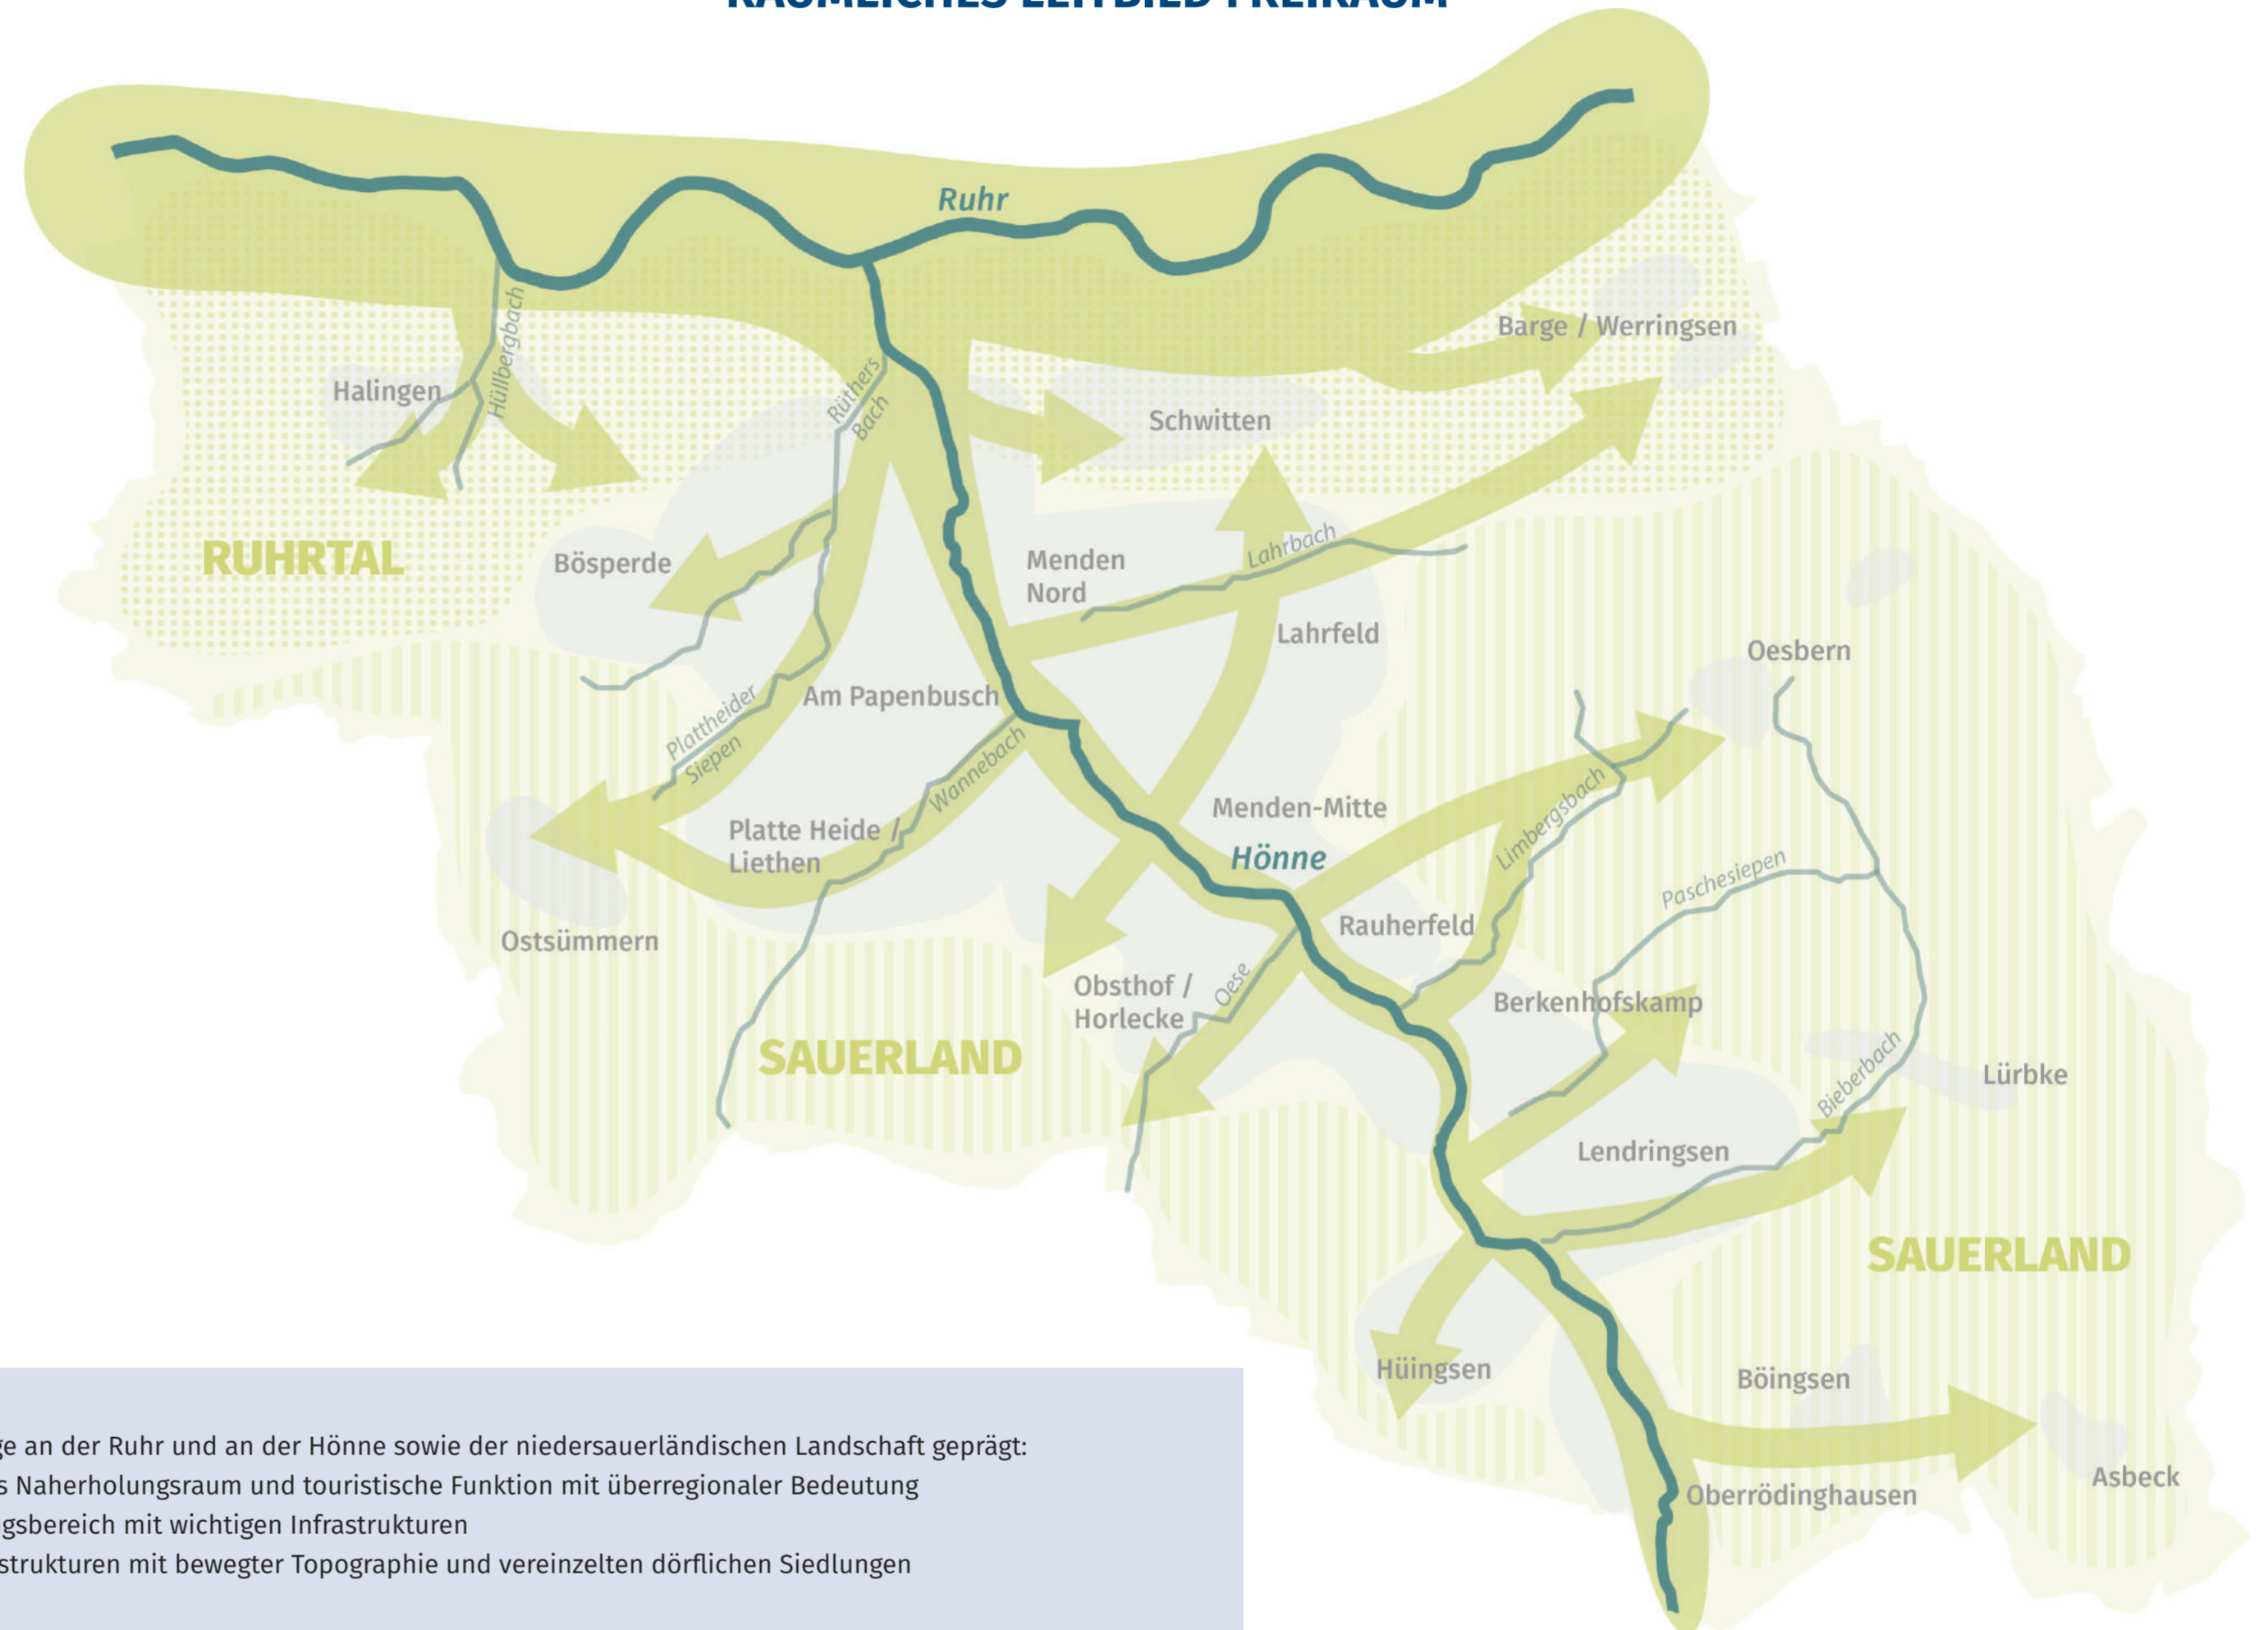 RÄUMLICHES LEITBILD FREIRAUM
Ruhr
Hüllbergbach
Halingen
Rüthers
Bach
Barge / Werringsen
Schwitten
RUHRTAL
Bösperde
Menden
Nord
Lahrbach
Lahrfeld
Oesbern
Am Papenbusch
Plattheider
Siepen
Wannebach
Platte Heide /
Liethen
Menden-Mitte
Hönne
Limbergsbach
Paschesiepen
Rauherfeld
Ostsümmern
Obsthof /
Horlecke
Oese
Berkenhofskamp
SAUERLAND
Bieberbach
Lürbke
Lendringsen
SAUERLAND
Hüingsen
Böingsen
Asbeck
Oberrödinghausen
an der Ruhr und an der Hönne sowie der niedersauerländischen Landschaft geprägt:
Naherholungsraum und touristische Funktion mit überregionaler Bedeutung
mit wichtigen Infrastrukturen
mit bewegter Topographie und vereinzelten dörflichen Siedlungen